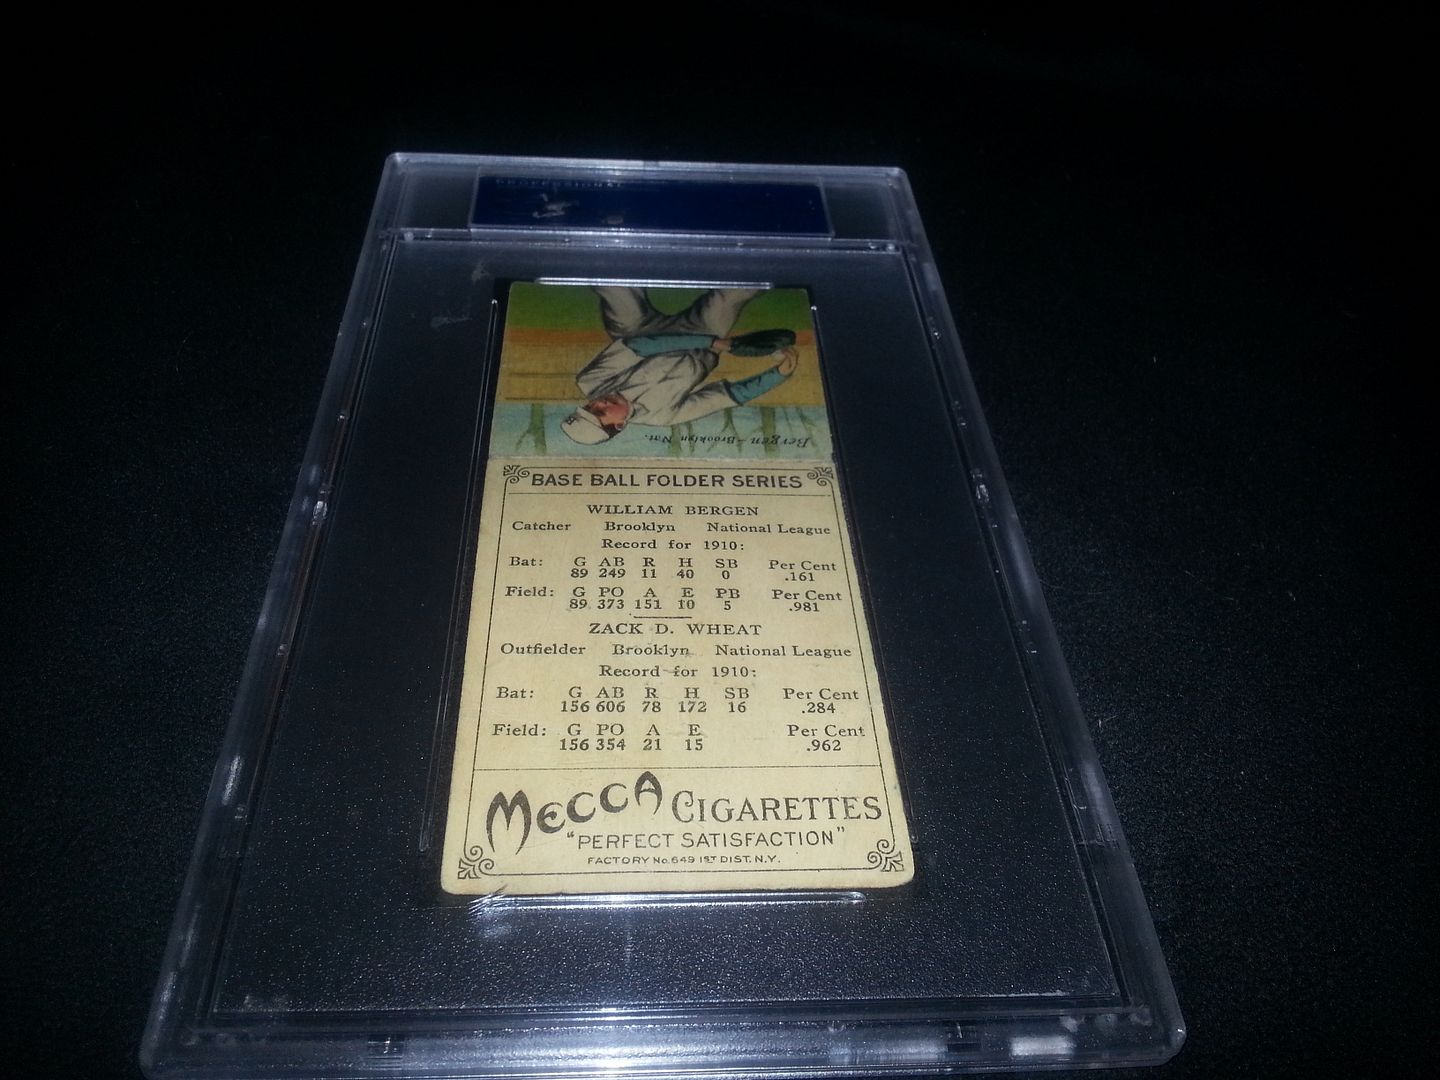 PROFESSIONAL
Bergen - Brooklyn Nat.
BASE BALL FOLDER SERIES
WILLIAM BERGEN
Catcher Brooklyn National League
Record for 1910:
Bat: G AB R H SB Per Cent
89 249 11 40 0 .161
Field: G PO A E PB Per Cent
89 373 151 10 5 .981
ZACK D. WHEAT
Outfielder Brooklyn National League
Record for 1910:
Bat: G AB R H SB Per Cent
156 606 78 172 16 .284
Field: G PO A E Per Cent
156 354 21 15 .962
MECCA CIGARETTES
"PERFECT SATISFACTION"
FACTORY No. 649 1ST DIST. N.Y.